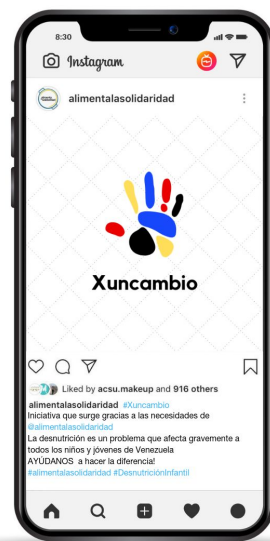 8:30
Instagram
alimentalasolidaridad
Xuncambio
Liked by acsu.makeup and 916 others
alimentalasolidaridad #Xuncambio
Iniciativa que surge gracias a las necesidades de
@alimentalasolidaridad
La desnutrición es un problema que afecta gravemente a
todos los niños y jóvenes de Venezuela
AYÚDANOS a hacer la diferencia!
#alimentalasolidaridad #DesnutriciónInfantil